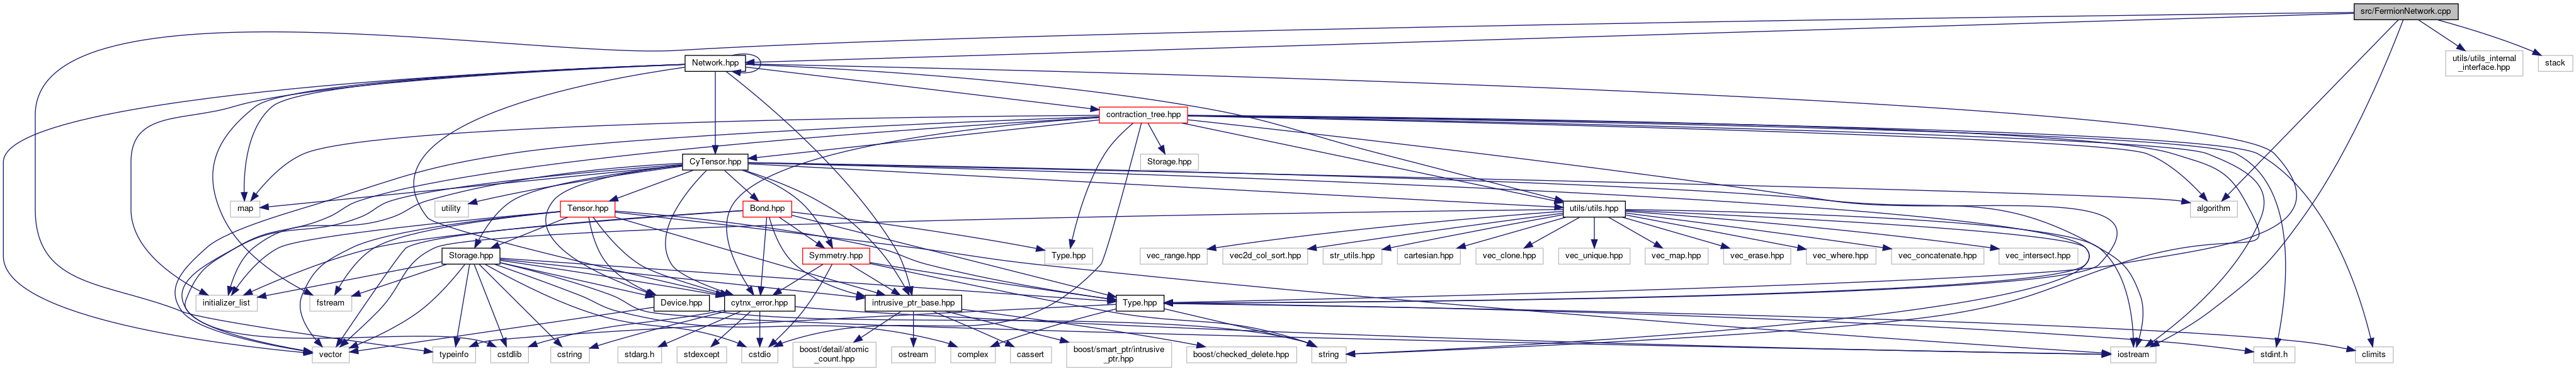 src/FermionNetwork.cpp
Network.hpp
utils/utils_internal
_interface.hpp
stack
contraction_tree.hpp
CyTensor.hpp
Storage.hpp
map
utility
Tensor.hpp
Bond.hpp
utils/utils.hpp
algorithm
Storage.hpp
Symmetry.hpp
Type.hpp
vec_range.hpp
vec2d_col_sort.hpp
str_utils.hpp
cartesian.hpp
vec_clone.hpp
vec_unique.hpp
vec_map.hpp
vec_erase.hpp
vec_where.hpp
vec_concatenate.hpp
vec_intersect.hpp
initializer_list
fstream
Device.hpp
cytnx_error.hpp
intrusive_ptr_base.hpp
Type.hpp
vector
typeinfo
cstdlib
cstring
stdarg.h
stdexcept
cstdio
boost/detail/atomic
_count.hpp
ostream
complex
cassert
boost/smart_ptr/intrusive
_ptr.hpp
boost/checked_delete.hpp
string
iostream
stdint.h
climits